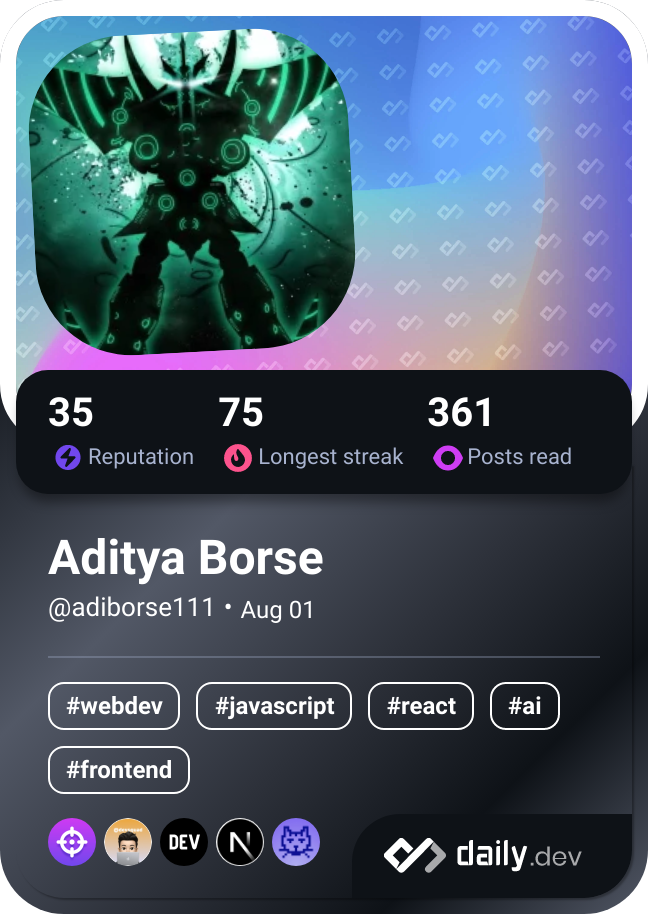 35 75 361
Reputation Longest streak Posts read
Aditya Borse
@adiborse111 • Aug 01
#webdev #javascript #react #ai
#frontend
DEV N
daily.dev